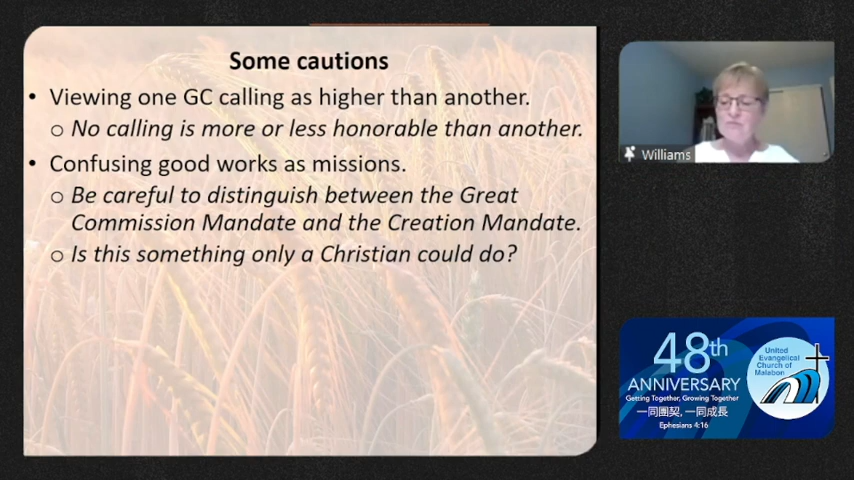 Some cautions
• Viewing one GC calling as higher than another.
o No calling is more or less honorable than another.
• Confusing good works as missions.
o Be careful to distinguish between the Great
Commission Mandate and the Creation Mandate.
o Is this something only a Christian could do?
Williams
48th
ANNIVERSARY
Getting Together, Growing Together
一同團契, 一同成長
Ephesians 4:16
United
Evangelical
Church of
Malabon